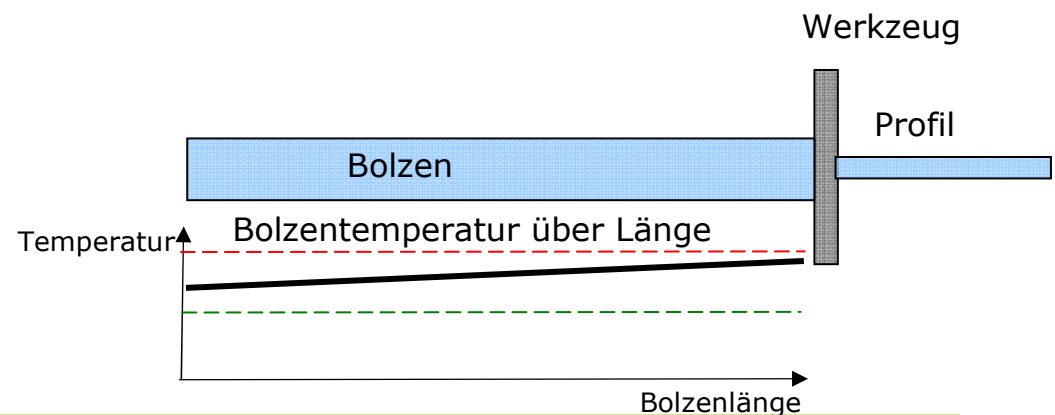 Werkzeug
Profil
Bolzen
Bolzentemperatur über Länge
Temperatur
Bolzenlänge